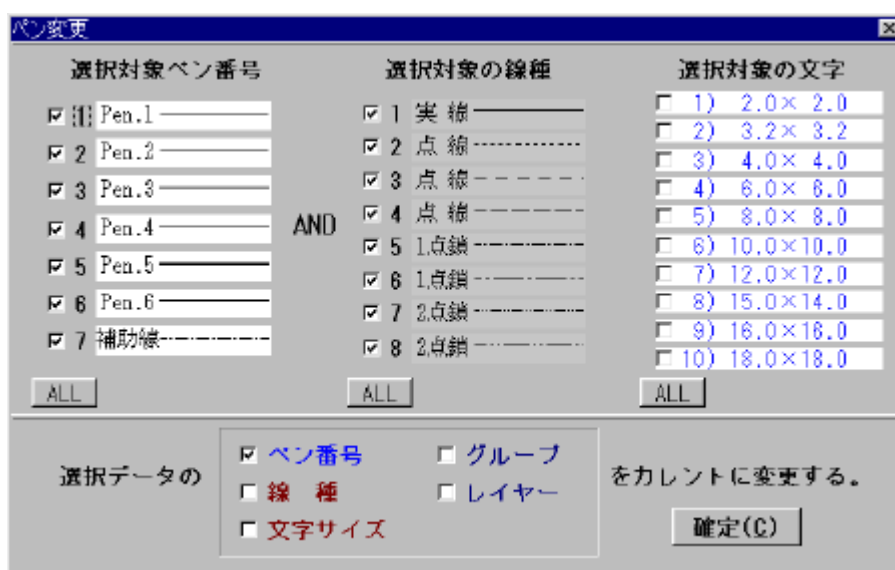 ペン変更
選択対象ペン番号
1 Pen.1
2 Pen.2
3 Pen.3
4 Pen.4
5 Pen.5
6 Pen.6
7 補助線
ALL
AND
選択対象の線種
1 実 線
2 点 線
3 点 線
4 点 線
5 1.点鎖
6 1.点鎖
7 2.点鎖
8 2.点鎖
ALL
選択対象の文字
1) 2.0× 2.0
2) 3.2× 3.2
3) 4.0× 4.0
4) 6.0× 6.0
5) 8.0× 8.0
6) 10.0×10.0
7) 12.0×12.0
8) 15.0×14.0
9) 16.0×16.0
10) 18.0×18.0
ALL
選択データの
ペン番号
線 種
文字サイズ
グループ
レイヤー
をカレントに変更する。
確定(C)